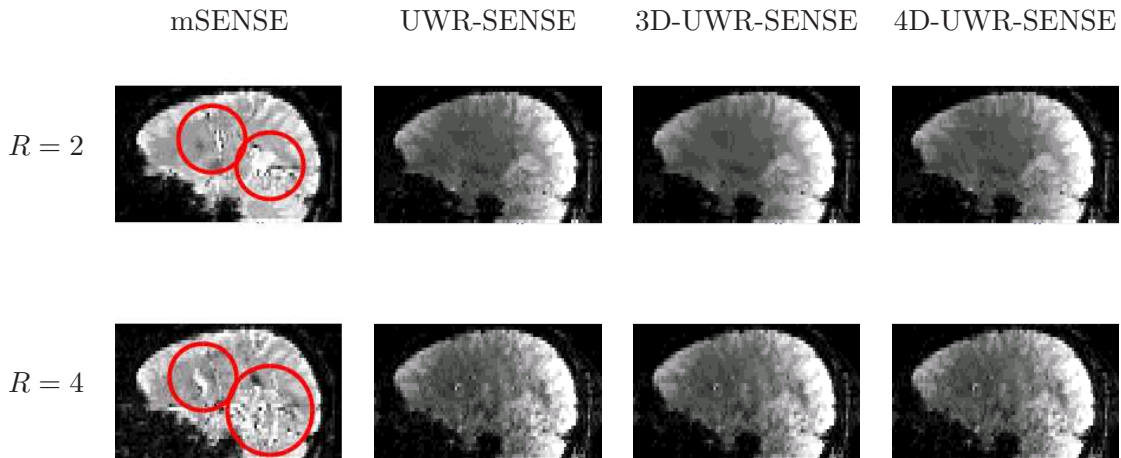 mSENSE UWR-SENSE 3D-UWR-SENSE 4D-UWR-SENSE
R = 2
R = 4